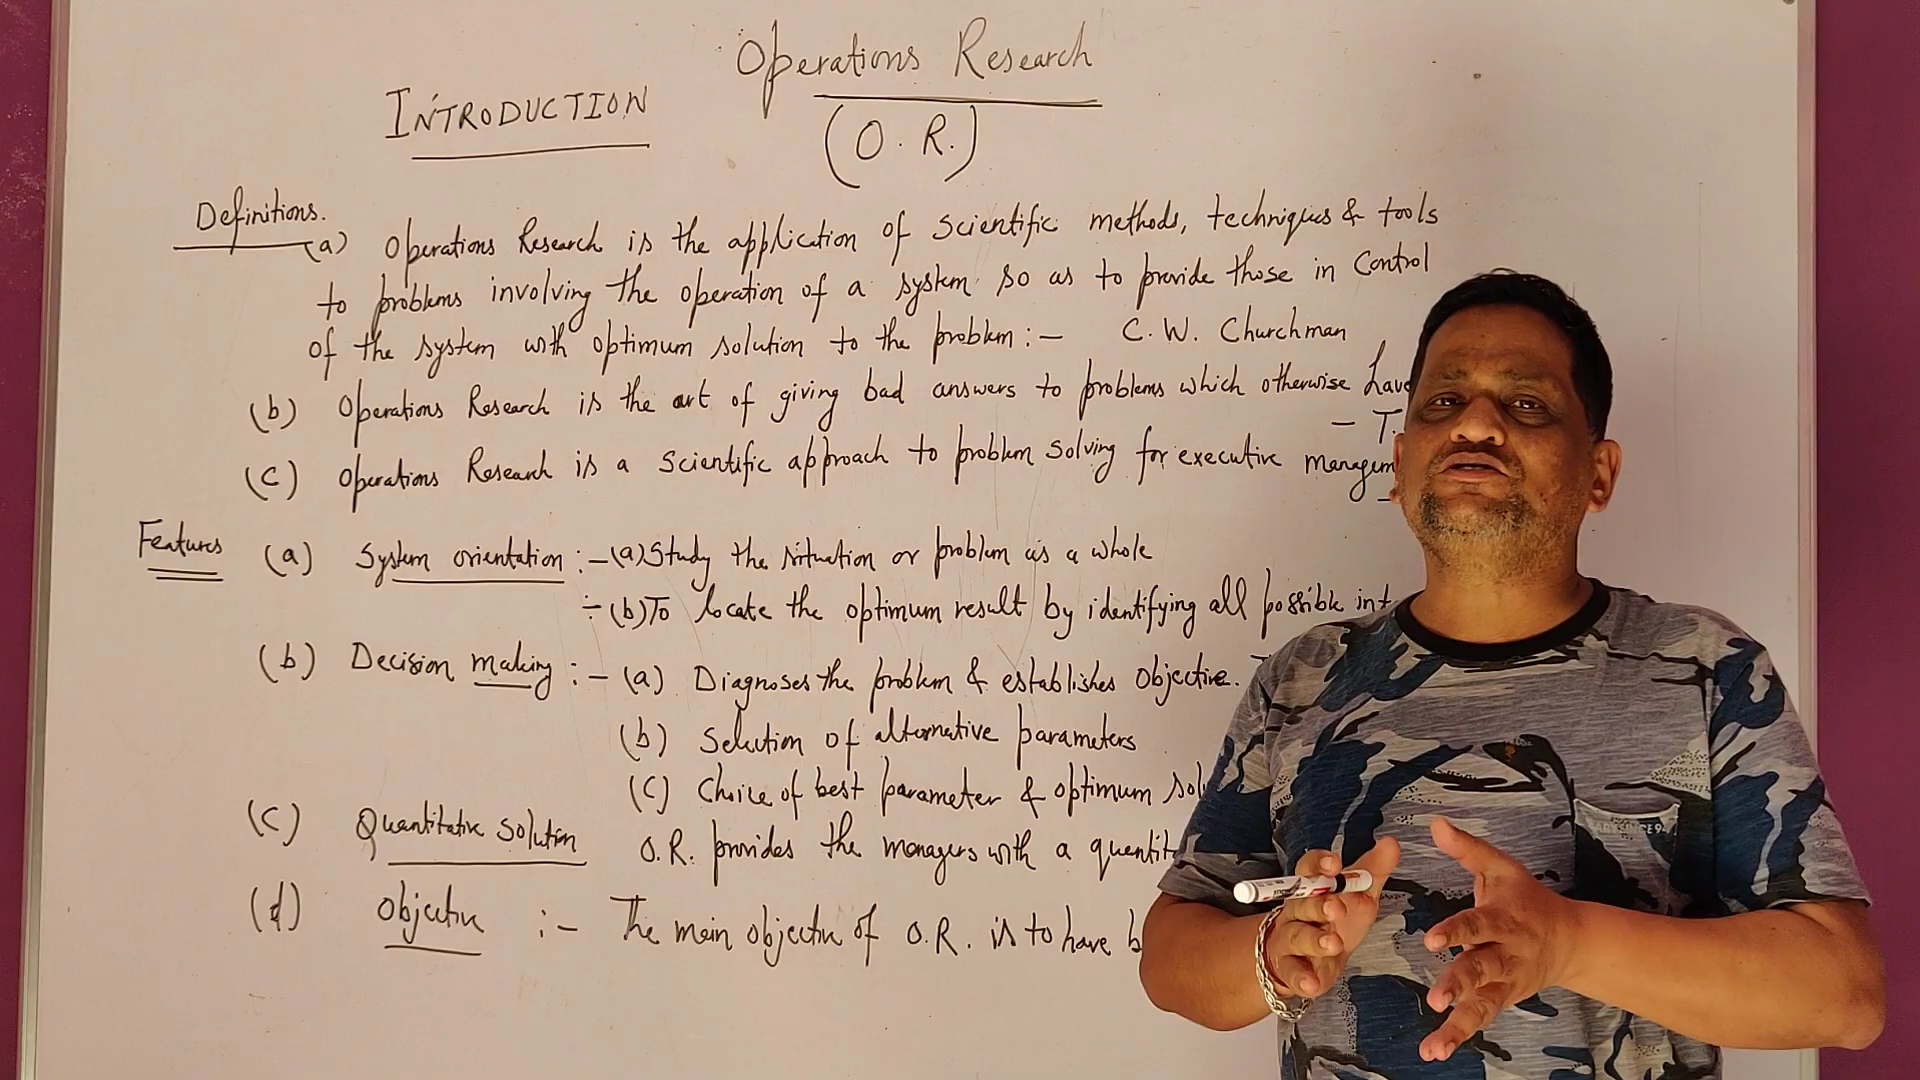 Operations Research
INTRODUCTION
(O.R.)
Definitions.
(a) Operations Research is the application of scientific methods, techniques & tools
to problems involving the operation of a system so as to provide those in Control
of the system with optimum solution to the problem :- C. W. Churchman
(b) Operations Research is the art of giving bad answers to problems which otherwise have
- T.
(c) Operations Research is a scientific approach to problem solving for executive
Features (a) System orientation :- (a) Study the situation or problem as a whole
:- (b) To locate the optimum result by identifying all possible
(b) Decision making :- (a) Diagnoses the problem & establishes Objective.
(b) Selection of alternative parameters
(c) Choice of best parameter & optimum
(c) Quantitative Solution O.R. provides the managers with a
(d) Objective :- The main objective of O.R. is to have